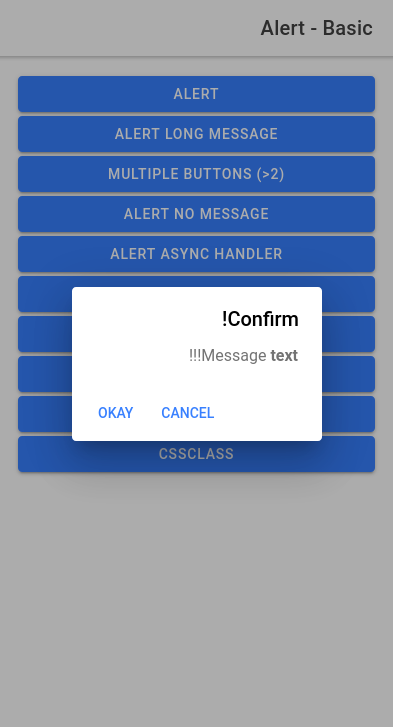 Alert - Basic
ALERT
ALERT LONG MESSAGE
MULTIPLE BUTTONS (>2)
ALERT NO MESSAGE
ALERT ASYNC HANDLER
!Confirm
!!!Message text
OKAY CANCEL
CSSCLASS